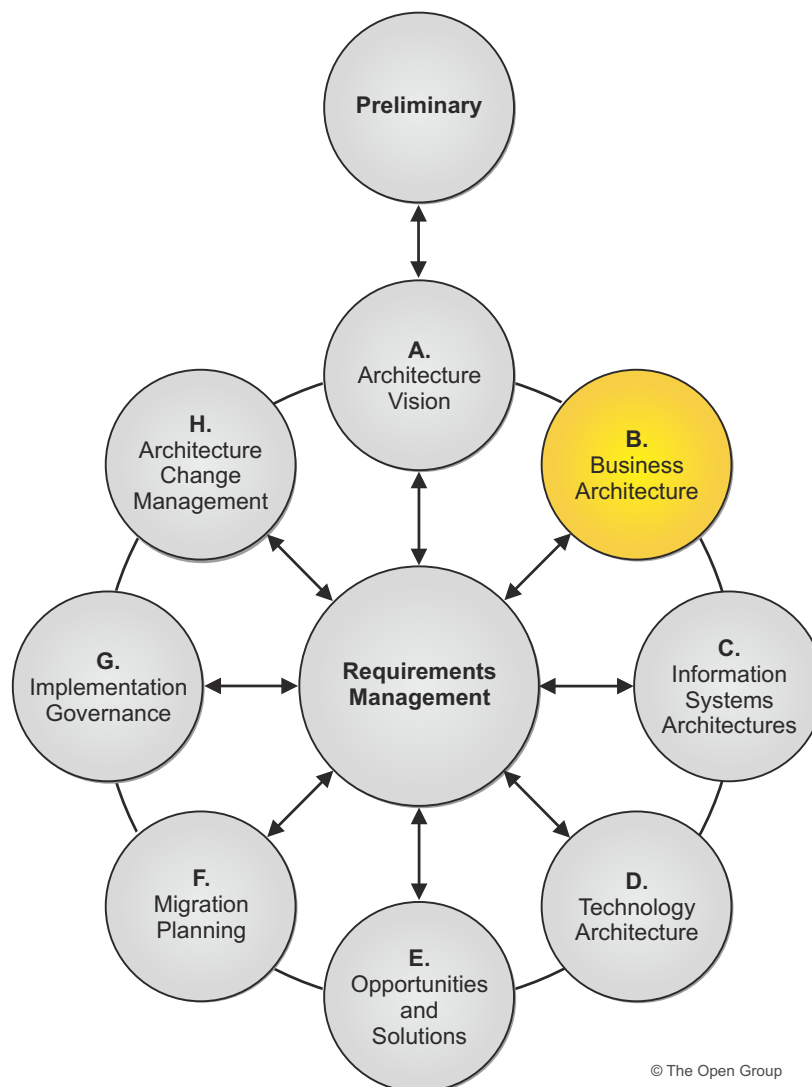 Preliminary
A.
Architecture
Vision
B.
Business
Architecture
H.
Architecture
Change
Management
C.
Information
Systems
Architectures
Requirements
Management
G.
Implementation
Governance
D.
Technology
Architecture
F.
Migration
Planning
E.
Opportunities
and
Solutions
© The Open Group